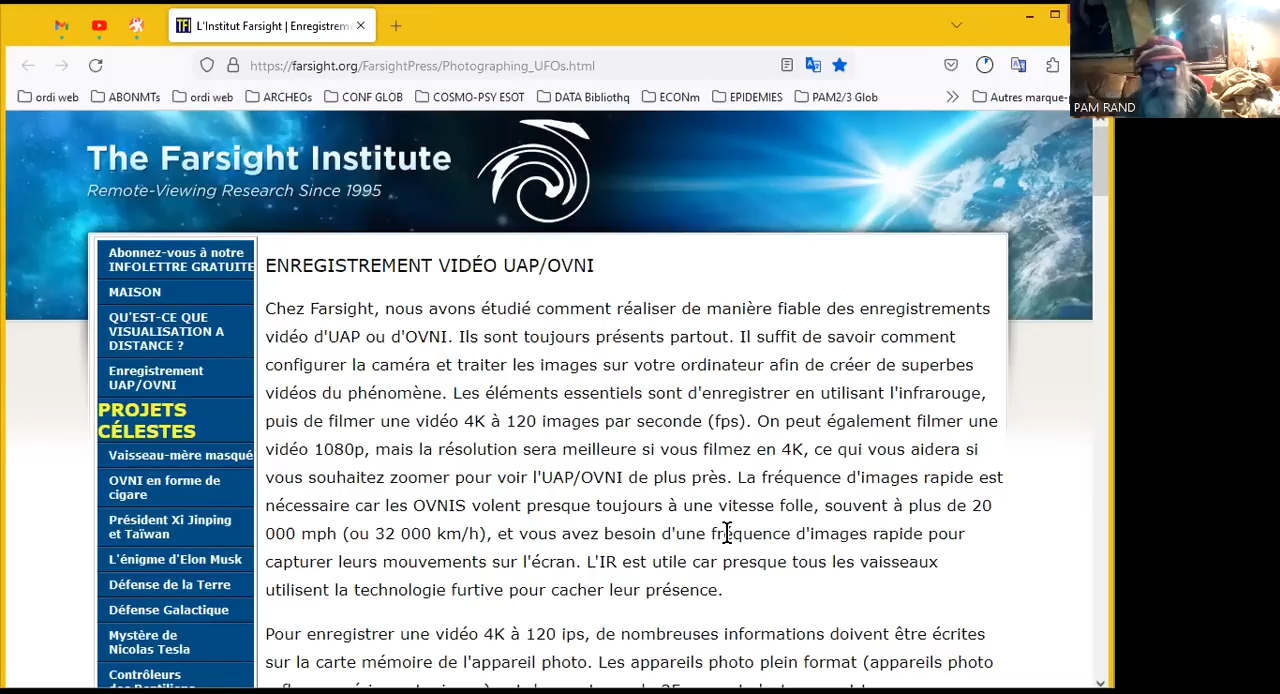 TFI
L'Institut Farsight | Enregistrem
https://farsight.org/FarsightPress/Photographing_UFOs.html
PAM RAND
ordi web
ABONMTs
ordi web
ARCHEOs
CONF GLOB
COSMO-PSY ESOT
DATA Bibliothq
ECONm
EPIDEMIES
PAM2/3 Glob
Autres marque-
The Farsight Institute
Remote-Viewing Research Since 1995
Abonnez-vous à notre
INFOLETTRE GRATUITE
MAISON
QU'EST-CE QUE
VISUALISATION A
DISTANCE ?
Enregistrement
UAP/OVNI
PROJETS
CÉLESTES
Vaisseau-mère masqué
OVNI en forme de
cigare
Président Xi Jinping
et Taïwan
L'énigme d'Elon Musk
Défense de la Terre
Défense Galactique
Mystère de
Nicolas Tesla
Contrôleurs
ENREGISTREMENT VIDÉO UAP/OVNI
Chez Farsight, nous avons étudié comment réaliser de manière fiable des enregistrements
vidéo d'UAP ou d'OVNI. Ils sont toujours présents partout. Il suffit de savoir comment
configurer la caméra et traiter les images sur votre ordinateur afin de créer de superbes
vidéos du phénomène. Les éléments essentiels sont d'enregistrer en utilisant l'infrarouge,
puis de filmer une vidéo 4K à 120 images par seconde (fps). On peut également filmer une
vidéo 1080p, mais la résolution sera meilleure si vous filmez en 4K, ce qui vous aidera si
vous souhaitez zoomer pour voir l'UAP/OVNI de plus près. La fréquence d'images rapide est
nécessaire car les OVNIS volent presque toujours à une vitesse folle, souvent à plus de 20
000 mph (ou 32 000 km/h), et vous avez besoin d'une fréquence d'images rapide pour
capturer leurs mouvements sur l'écran. L'IR est utile car presque tous les vaisseaux
utilisent la technologie furtive pour cacher leur présence.
Pour enregistrer une vidéo 4K à 120 ips, de nombreuses informations doivent être écrites
sur la carte mémoire de l'appareil photo. Les appareils photo plein format (appareils photo